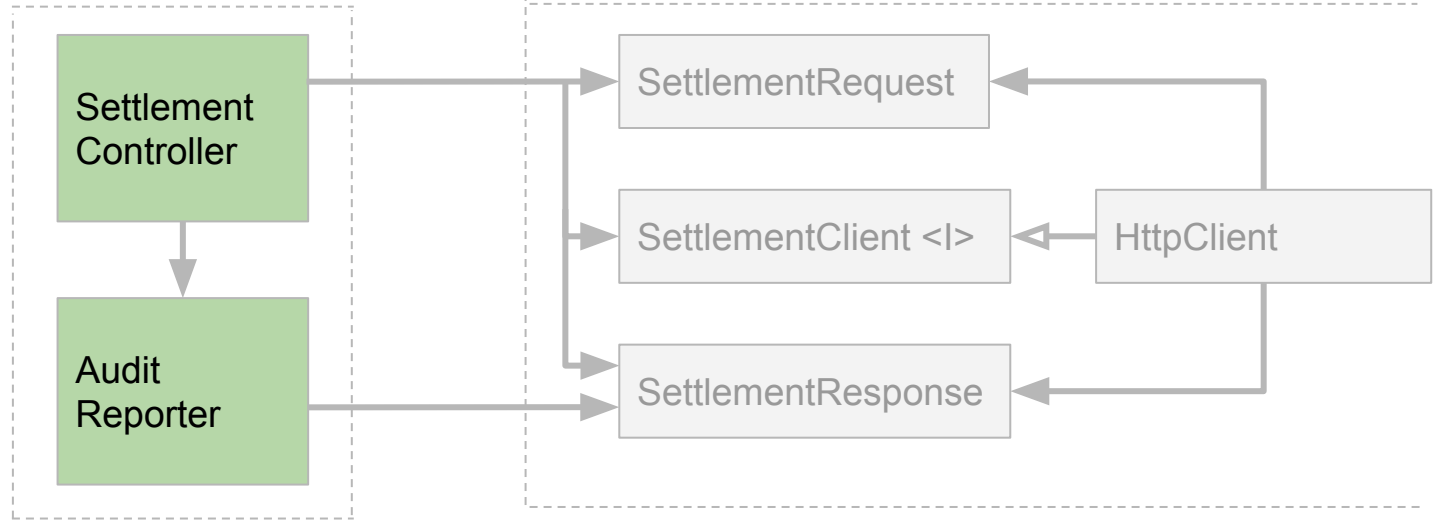 Settlement
Controller
SettlementRequest
SettlementClient <I>
HttpClient
Audit
Reporter
SettlementResponse